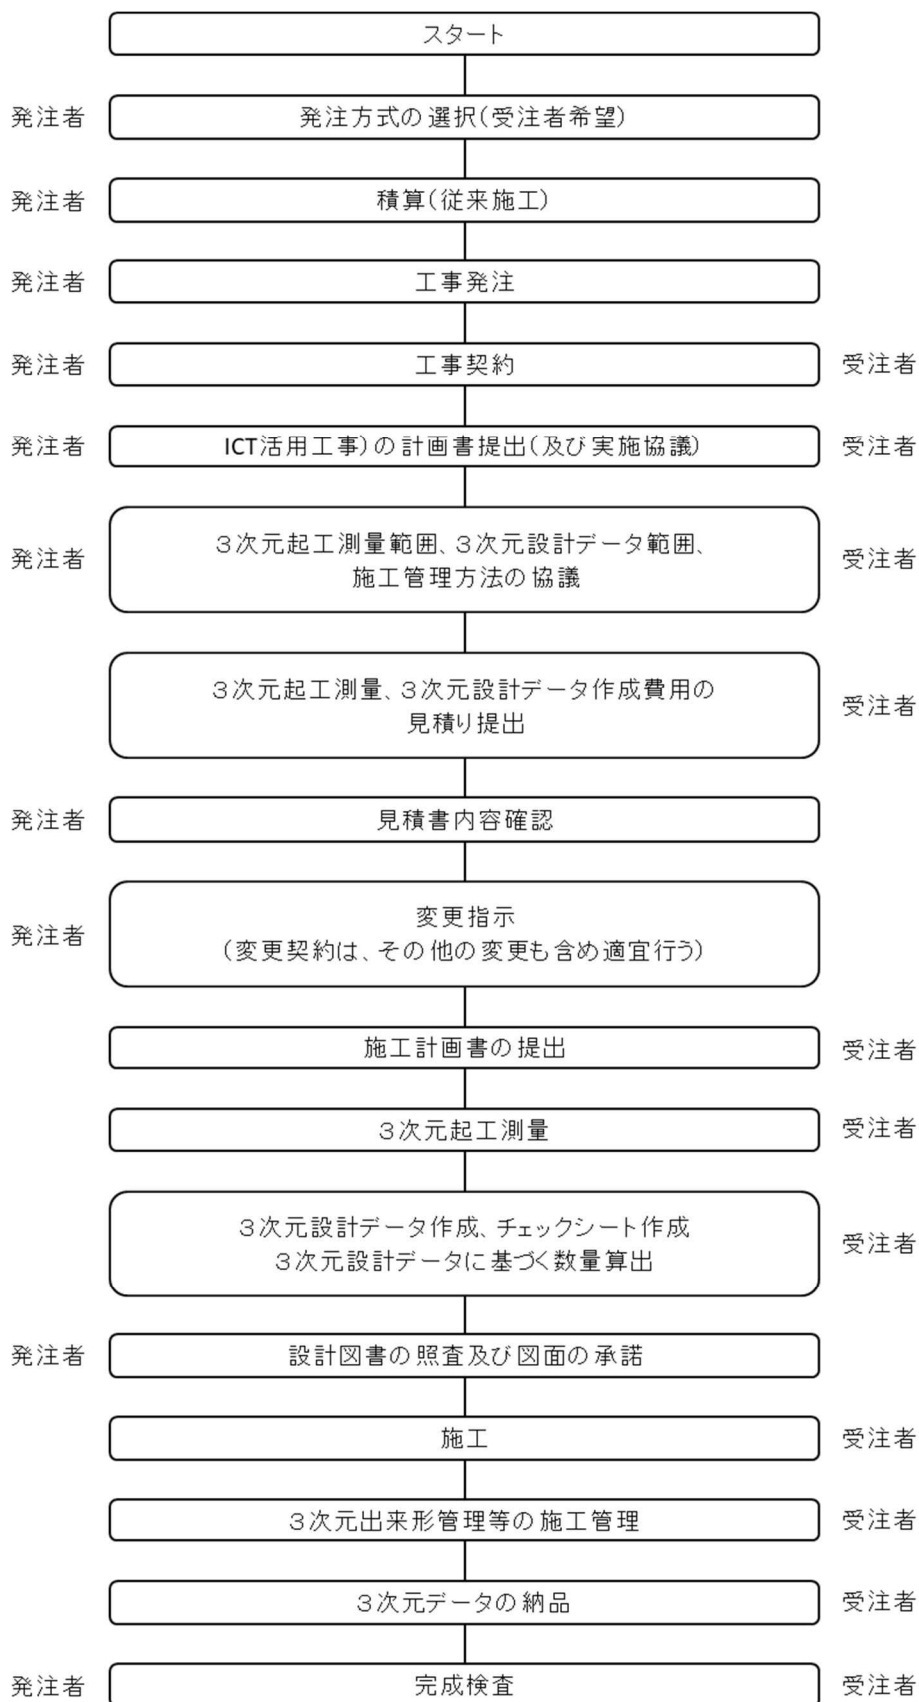 スタート
発注者 発注方式の選択(受注者希望)
発注者 積算(従来施工)
発注者 工事発注
発注者 工事契約 受注者
発注者 ICT活用工事)の計画書提出(及び実施協議) 受注者
3次元起工測量範囲、3次元設計データ範囲、
発注者 施工管理方法の協議 受注者
3次元起工測量、3次元設計データ作成費用の
見積り提出 受注者
発注者 見積書内容確認
変更指示
発注者 (変更契約は、その他の変更も含め適宜行う)
施工計画書の提出 受注者
3次元起工測量 受注者
3次元設計データ作成、チェックシート作成
3次元設計データに基づく数量算出 受注者
発注者 設計図書の照査及び図面の承諾
施工 受注者
3次元出来形管理等の施工管理 受注者
3次元データの納品 受注者
発注者 完成検査 受注者